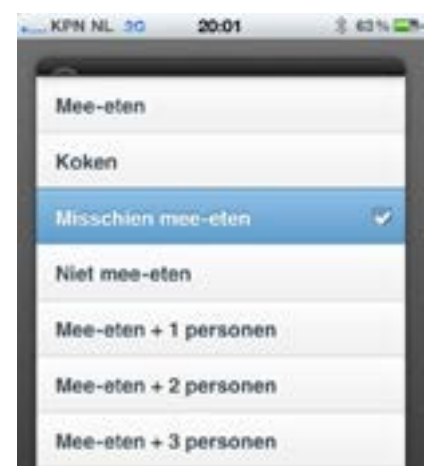 KPN NL 3G 20:01 63%
Mee-eten
Koken
Misschien mee-eten
Niet mee-eten
Mee-eten + 1 personen
Mee-eten + 2 personen
Mee-eten + 3 personen